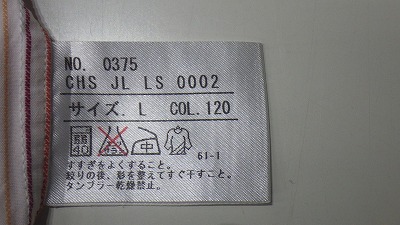 NO. 0375
CHS JL LS 0002
サイズ. L COL. 120
40
61-1
すすぎをよくすること。
絞りの後、形を整えてすぐ干すこと。
タンブラー乾燥禁止。